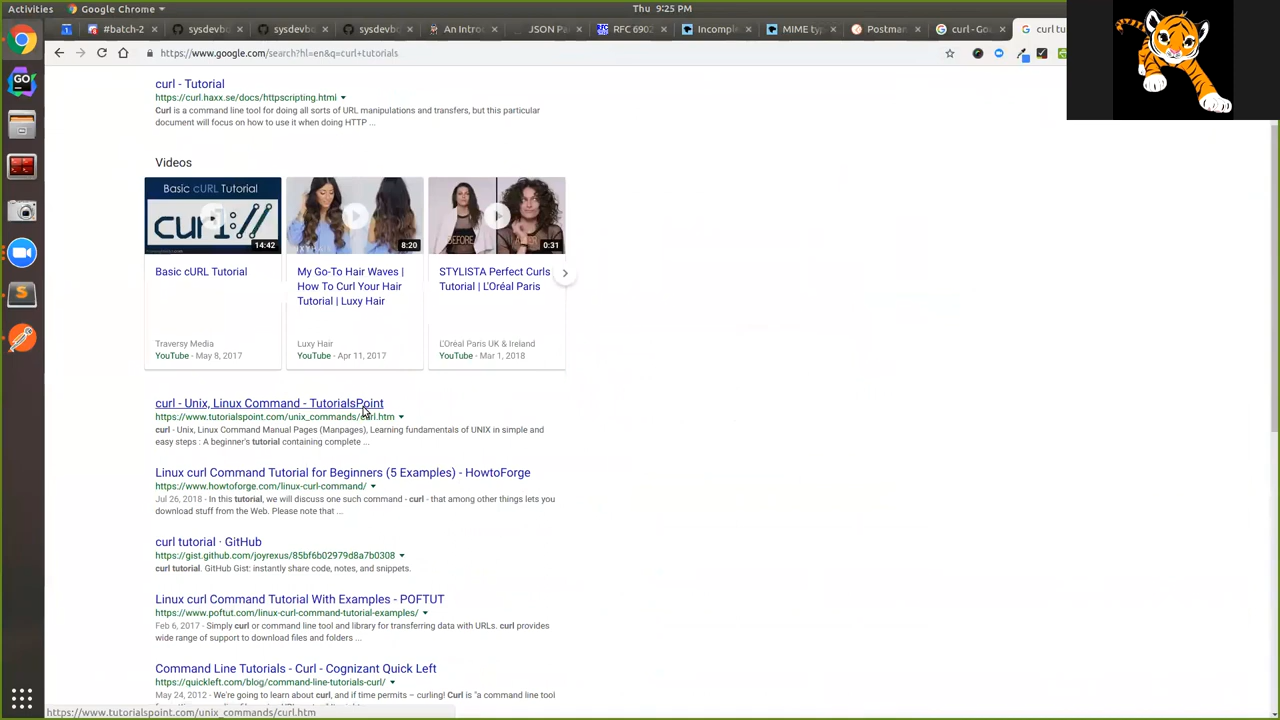 Activities
Google Chrome
Thu 9:25 PM
#batch-2
sysdevb
sysdevbu
sysdevbo
An Intro
JSON Pa
RFC 6902
Incomple
MIME typ
Postman
curl - Go
curl tu
https://www.google.com/search?hl=en&q=curl+tutorials
curl - Tutorial
https://curl.haxx.se/docs/httpscripting.html
Curl is a command line tool for doing all sorts of URL manipulations and transfers, but this particular
document will focus on how to use it when doing HTTP ...
Videos
Basic cURL Tutorial
curl://
14:42
LUXYHAIR
8:20
BEFORE
AFTER
0:31
Basic cURL Tutorial
Traversy Media
YouTube - May 8, 2017
My Go-To Hair Waves |
How To Curl Your Hair
Tutorial | Luxy Hair
Luxy Hair
YouTube - Apr 11, 2017
STYLISTA Perfect Curls
Tutorial | L'Oréal Paris
L'Oréal Paris UK & Ireland
YouTube - Mar 1, 2018
curl - Unix, Linux Command - TutorialsPoint
https://www.tutorialspoint.com/unix_commands/curl.htm
curl - Unix, Linux Command Manual Pages (Manpages), Learning fundamentals of UNIX in simple and
easy steps : A beginner's tutorial containing complete ...
Linux curl Command Tutorial for Beginners (5 Examples) - HowtoForge
https://www.howtoforge.com/linux-curl-command/
Jul 26, 2018 - In this tutorial, we will discuss one such command - curl - that among other things lets you
download stuff from the Web. Please note that ...
curl tutorial · GitHub
https://gist.github.com/joyrexus/85bf6b02979d8a7b0308
curl tutorial. GitHub Gist: instantly share code, notes, and snippets.
Linux curl Command Tutorial With Examples - POFTUT
https://www.poftut.com/linux-curl-command-tutorial-examples/
Feb 6, 2017 - Simply curl or command line tool and library for transferring data with URLs. curl provides
wide range of support to download files and folders ...
Command Line Tutorials - Curl - Cognizant Quick Left
https://quickleft.com/blog/command-line-tutorials-curl/
May 24, 2012 - We're going to learn about curl, and if time permits – curling! Curl is "a command line tool
https://www.tutorialspoint.com/unix_commands/curl.htm